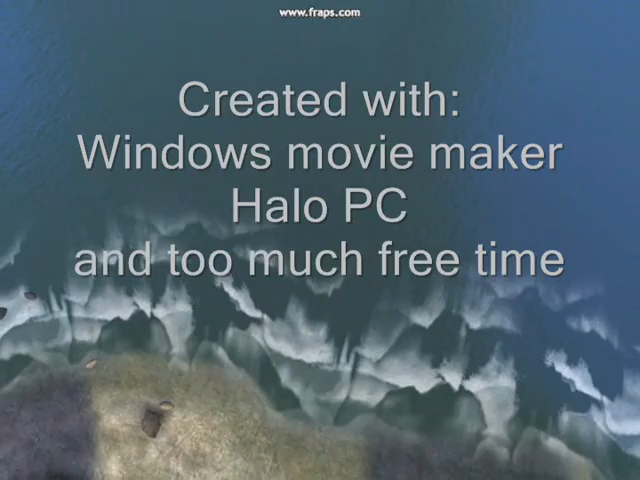 www.fraps.com
Created with:
Windows movie maker
Halo PC
and too much free time